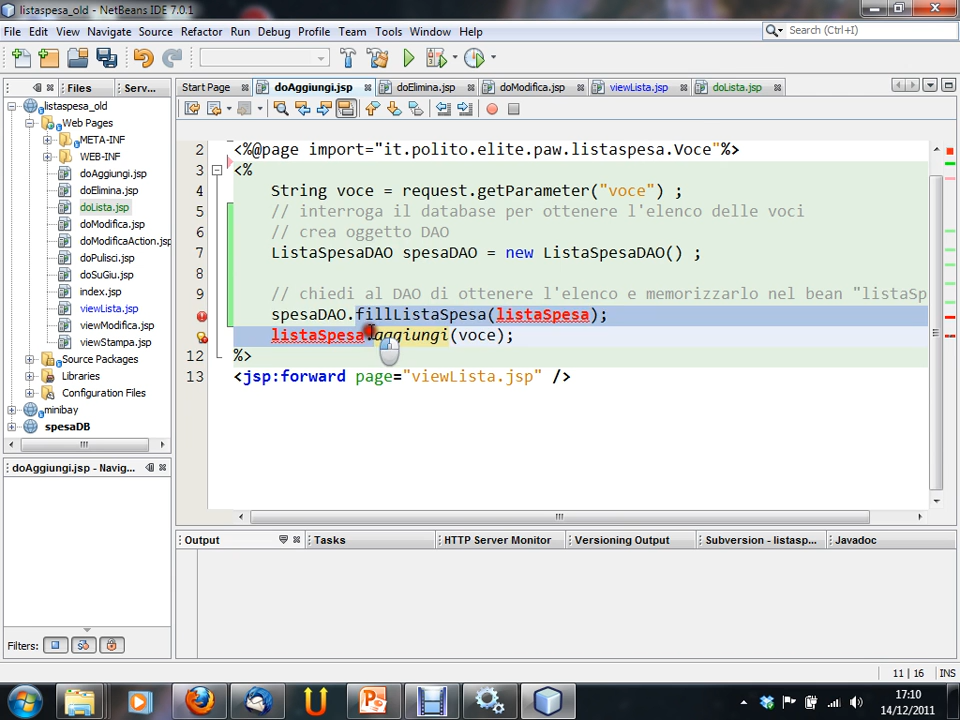 listaspesa_old - NetBeans IDE 7.0.1
File Edit View Navigate Source Refactor Run Debug Profile Team Tools Window Help
Search (Ctrl+I)
Files Serv...
Start Page doAggiungi.jsp doElimina.jsp doModifica.jsp viewLista.jsp doLista.jsp
listaspesa_old
Web Pages
META-INF
WEB-INF
doAggiungi.jsp
doElimina.jsp
doLista.jsp
doModifica.jsp
doModificaAction.jsp
doPulisci.jsp
doSuGiu.jsp
index.jsp
viewLista.jsp
viewModifica.jsp
viewStampa.jsp
Source Packages
Libraries
Configuration Files
minibay
spesaDB
2 <%@page import="it.polito.elite.paw.listaspesa.Voce"%>
3 <%
4 String voce = request.getParameter("voce") ;
5 // interroga il database per ottenere l'elenco delle voci
6 // crea oggetto DAO
7 ListaSpesaDAO spesaDAO = new ListaSpesaDAO() ;
8
9 // chiedi al DAO di ottenere l'elenco e memorizzarlo nel bean "listaSp
spesaDAO.fillListaSpesa(listaSpesa);
listaSpesa.aggiungi(voce);
12 %>
13 <jsp:forward page="viewLista.jsp" />
doAggiungi.jsp - Navig...
Filters:
Output Tasks HTTP Server Monitor Versioning Output Subversion - listasp... Javadoc
11 | 16 INS
17:10
14/12/2011